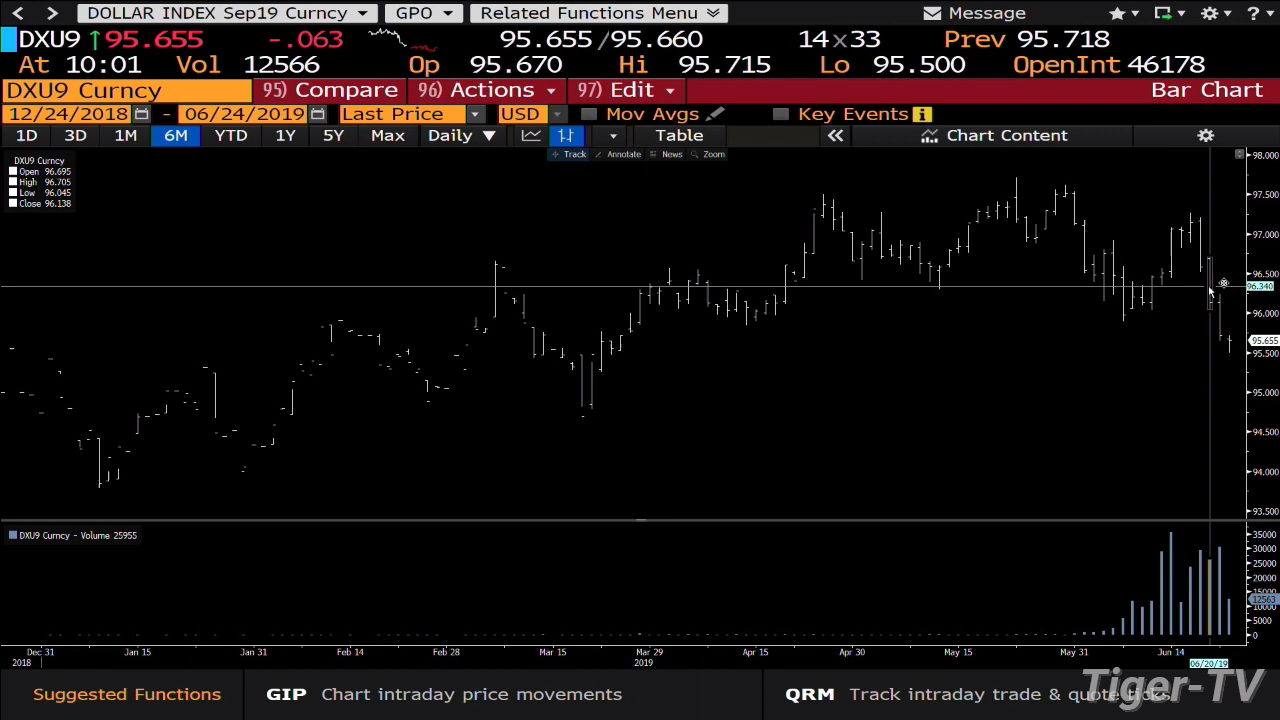 DOLLAR INDEX Sep19 Curncy GPO Related Functions Menu Message ?
DXU9 ↑95.655 -.063 95.655/95.660 14x33 Prev 95.718
At 10:01 Vol 12566 Op 95.670 Hi 95.715 Lo 95.500 OpenInt 46178
DXU9 Curncy 95) Compare 96) Actions 97) Edit Bar Chart
12/24/2018 - 06/24/2019 Last Price USD Mov Avgs Key Events i
1D 3D 1M 6M YTD 1Y 5Y Max Daily Table Chart Content
Track Annotate News Zoom
DXU9 Curncy
Open 96.695
High 96.705
Low 96.045
Close 96.138
98.000
97.500
97.000
96.500
96.340
96.000
95.655
95.500
95.000
94.500
94.000
93.500
DXU9 Curncy - Volume 25955
35000
30000
25000
20000
15000
12563
10000
5000
0
Dec 31 Jan 15 Jan 31 Feb 14 Feb 28 Mar 15 Mar 29 Apr 15 Apr 30 May 15 May 31 Jun 14
2018 2019 06/20/19
Suggested Functions GIP Chart intraday price movements QRM Track intraday trade & quote ticks
Tiger-TV